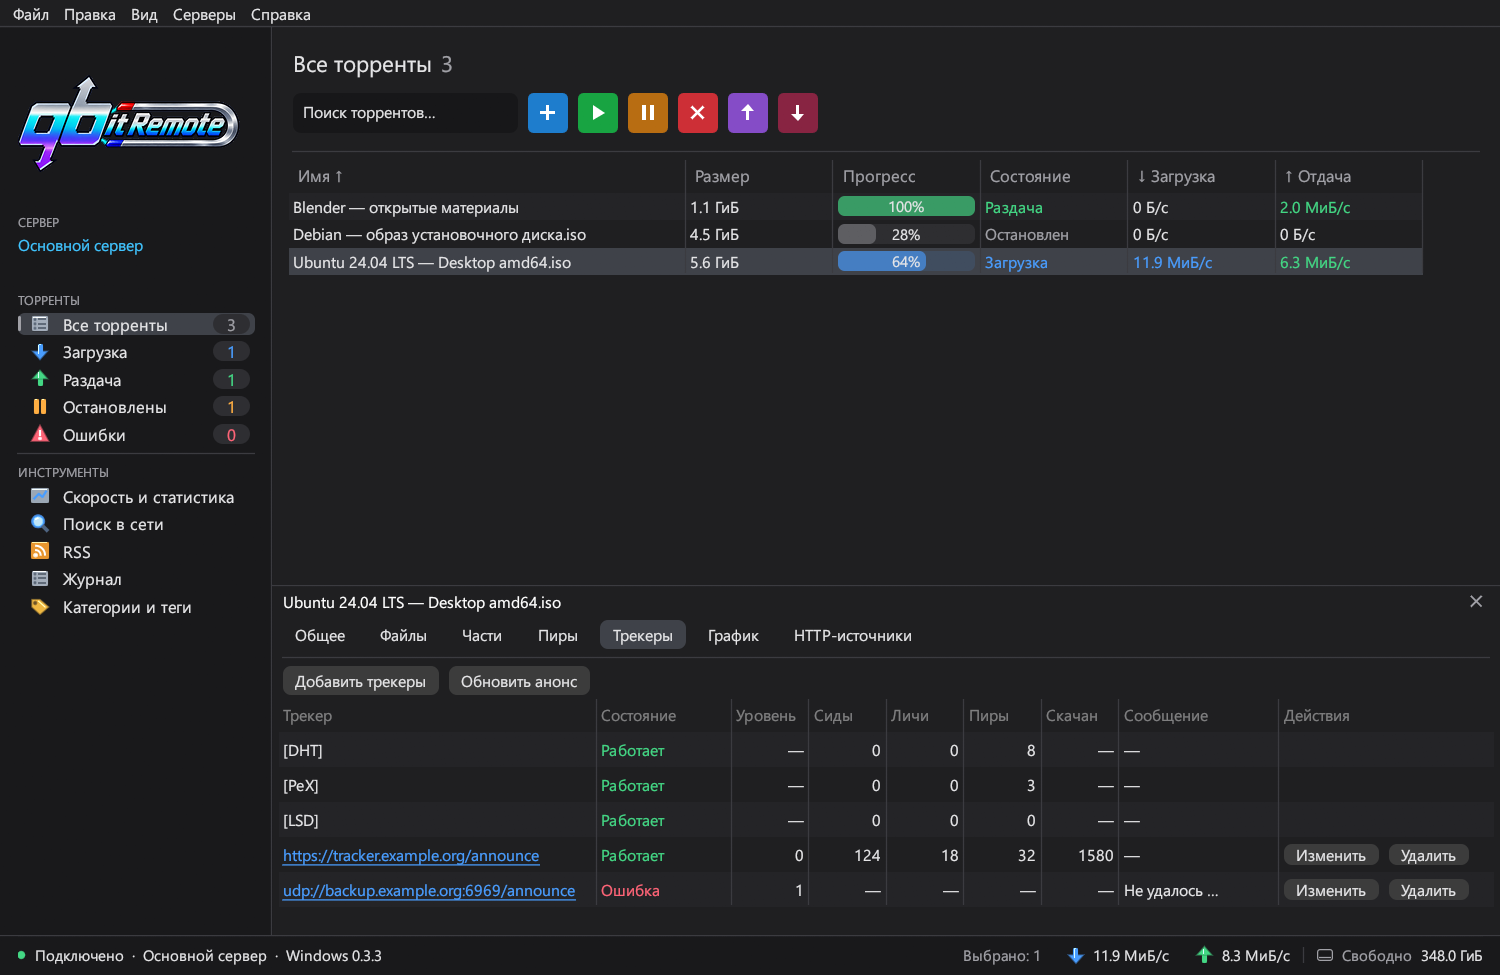 Файл Правка Вид Серверы Справка
qBitRemote
СЕРВЕР
Основной сервер
ТОРРЕНТЫ
Все торренты 3
Загрузка 1
Раздача 1
Остановлены 1
Ошибки 0
ИНСТРУМЕНТЫ
Скорость и статистика
Поиск в сети
RSS
Журнал
Категории и теги
Все торренты 3
Поиск торрентов...
Имя ↑ Размер Прогресс Состояние ↓ Загрузка ↑ Отдача
Blender — открытые материалы 1.1 ГиБ 100% Раздача 0 Б/с 2.0 МиБ/с
Debian — образ установочного диска.iso 4.5 ГиБ 28% Остановлен 0 Б/с 0 Б/с
Ubuntu 24.04 LTS — Desktop amd64.iso 5.6 ГиБ 64% Загрузка 11.9 МиБ/с 6.3 МиБ/с
Ubuntu 24.04 LTS — Desktop amd64.iso
Общее Файлы Части Пиры Трекеры График HTTP-источники
Добавить трекеры Обновить анонс
Трекер Состояние Уровень Сиды Личи Пиры Скачан Сообщение Действия
[DHT] Работает — 0 0 8 — —
[PeX] Работает — 0 0 3 — —
[LSD] Работает — 0 0 0 — —
https://tracker.example.org/announce Работает 0 124 18 32 1580 — Изменить Удалить
udp://backup.example.org:6969/announce Ошибка 1 — — — — Не удалось ... Изменить Удалить
Подключено · Основной сервер · Windows 0.3.3 Выбрано: 1 11.9 МиБ/с 8.3 МиБ/с Свободно 348.0 ГиБ